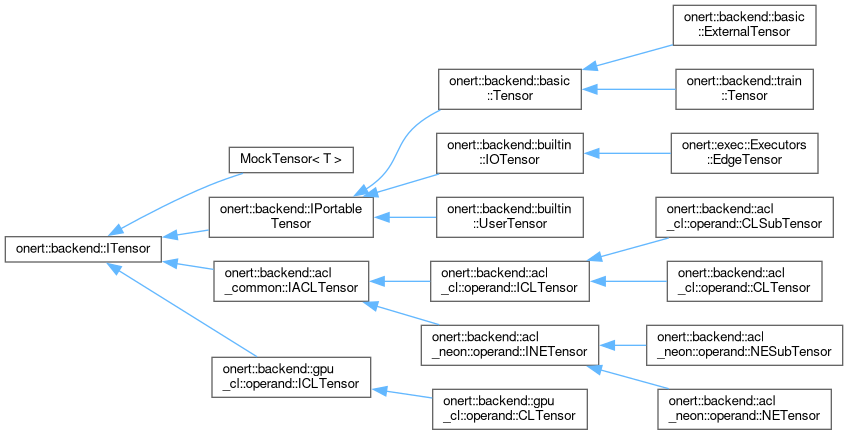 onert::backend::basic
::ExternalTensor
onert::backend::basic
::Tensor
onert::backend::train
::Tensor
onert::backend::builtin
::IOTensor
onert::exec::Executors
::EdgeTensor
MockTensor< T >
onert::backend::IPortable
Tensor
onert::backend::builtin
::UserTensor
onert::backend::acl
_cl::operand::CLSubTensor
onert::backend::ITensor
onert::backend::acl
_common::IACLTensor
onert::backend::acl
_cl::operand::ICLTensor
onert::backend::acl
_cl::operand::CLTensor
onert::backend::acl
_neon::operand::INETensor
onert::backend::acl
_neon::operand::NESubTensor
onert::backend::gpu
_cl::operand::ICLTensor
onert::backend::gpu
_cl::operand::CLTensor
onert::backend::acl
_neon::operand::NETensor